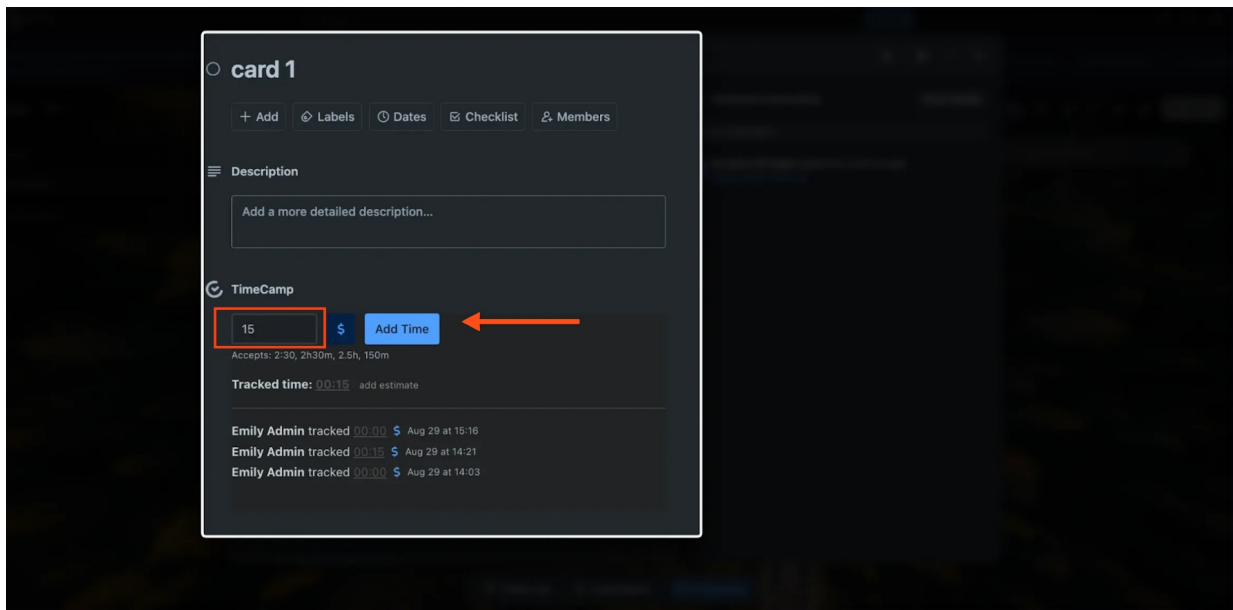 card 1
+ Add Labels Dates Checklist Members
Description
Add a more detailed description...
TimeCamp
15 $ Add Time
Accepts: 2:30, 2h30m, 2.5h, 150m
Tracked time: 00:15 add estimate
Emily Admin tracked 00:00 $ Aug 29 at 15:16
Emily Admin tracked 00:15 $ Aug 29 at 14:21
Emily Admin tracked 00:00 $ Aug 29 at 14:03